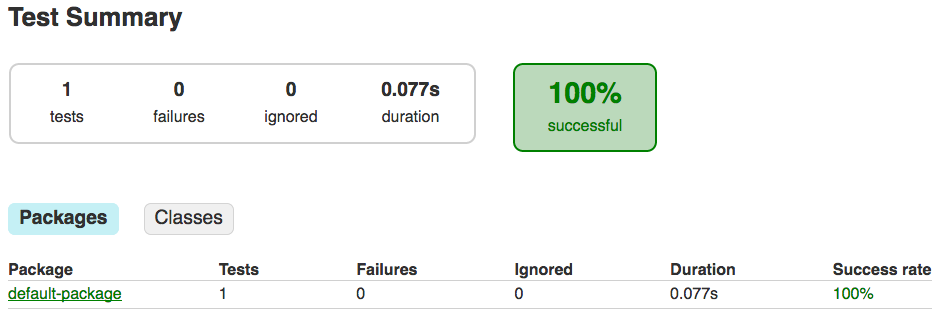 Test Summary
1 0 0 0.077s 100%
tests failures ignored duration successful
Packages Classes
Package Tests Failures Ignored Duration Success rate
default-package 1 0 0 0.077s 100%